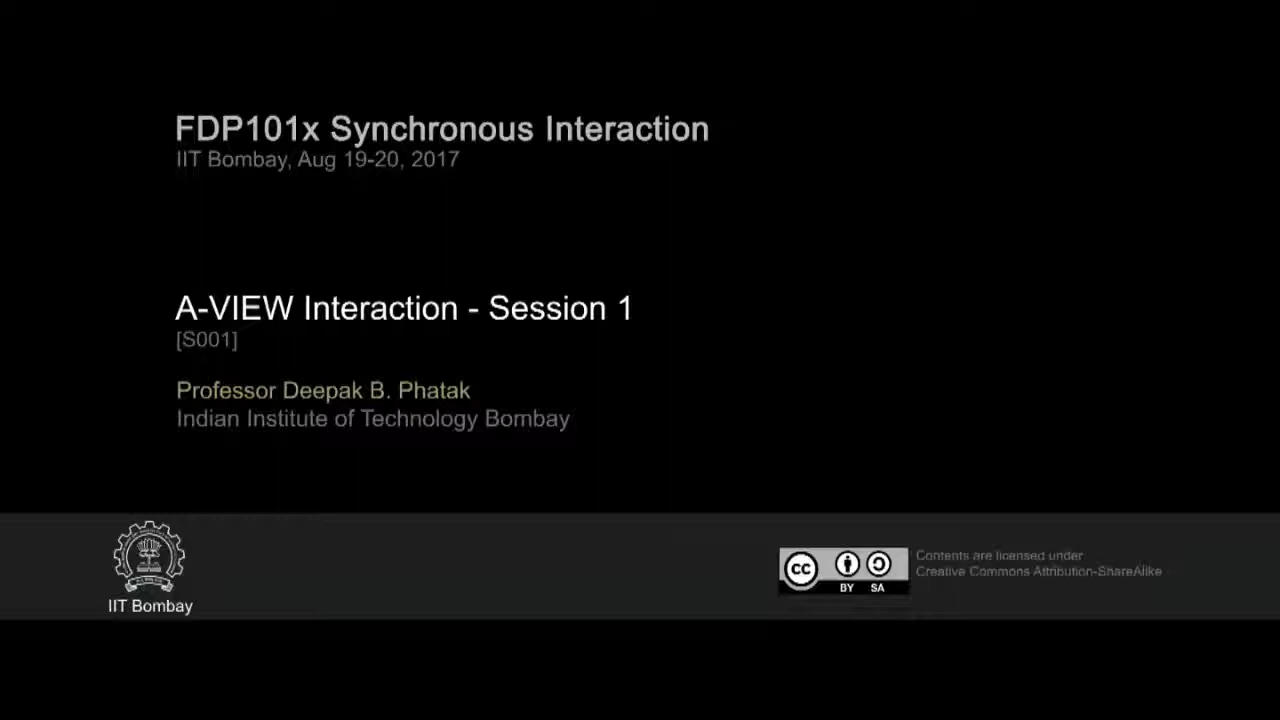 FDP101x Synchronous Interaction
IIT Bombay, Aug 19-20, 2017
A-VIEW Interaction - Session 1
[S001]
Professor Deepak B. Phatak
Indian Institute of Technology Bombay
IIT Bombay
cc
BY SA
Contents are licensed under
Creative Commons Attribution-ShareAlike